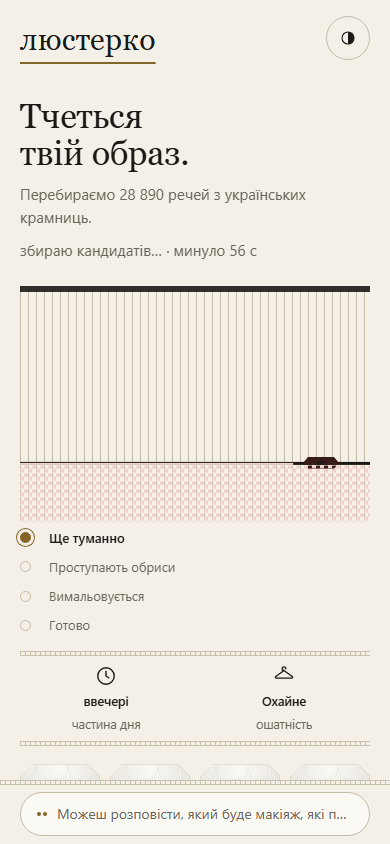 люстерко
Тчеться
твій образ.
Перебираємо 28 890 речей з українських
крамниць.
збираю кандидатів... · минуло 56 с
Ще туманно
Проступають обриси
Вимальовується
Готово
ввечері
частина дня
Охайне
ошатність
Можеш розповісти, який буде макіяж, які п...